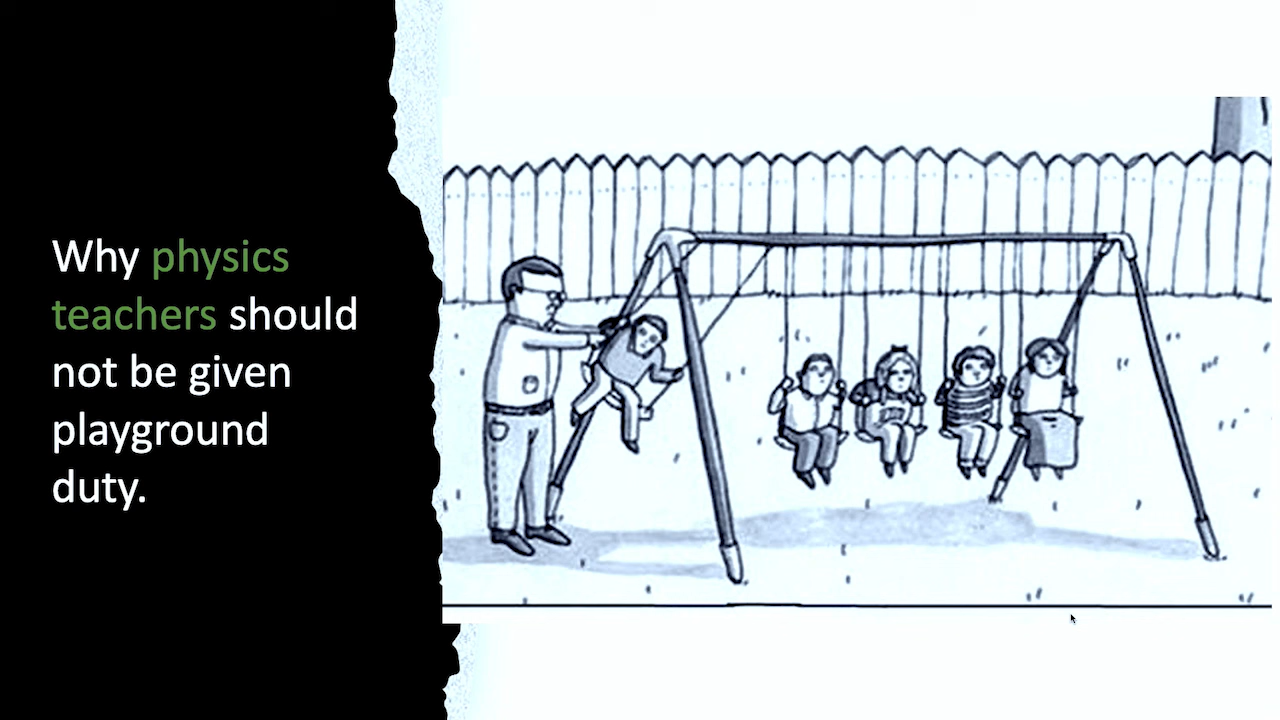 Why physics
teachers should
not be given
playground
duty.